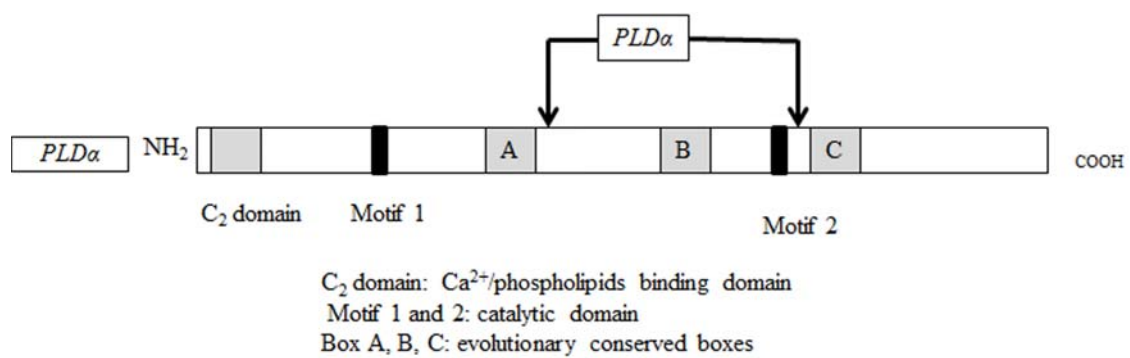 PLDα
PLDα NH₂ A B C COOH
C₂ domain Motif 1 Motif 2
C₂ domain: Ca²⁺/phospholipids binding domain
Motif 1 and 2: catalytic domain
Box A, B, C: evolutionary conserved boxes